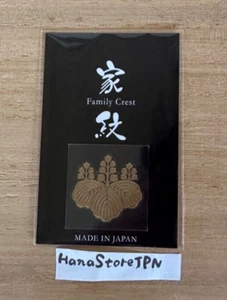 家
Family Crest
紋
MADE IN JAPAN
HanaStoreJPN